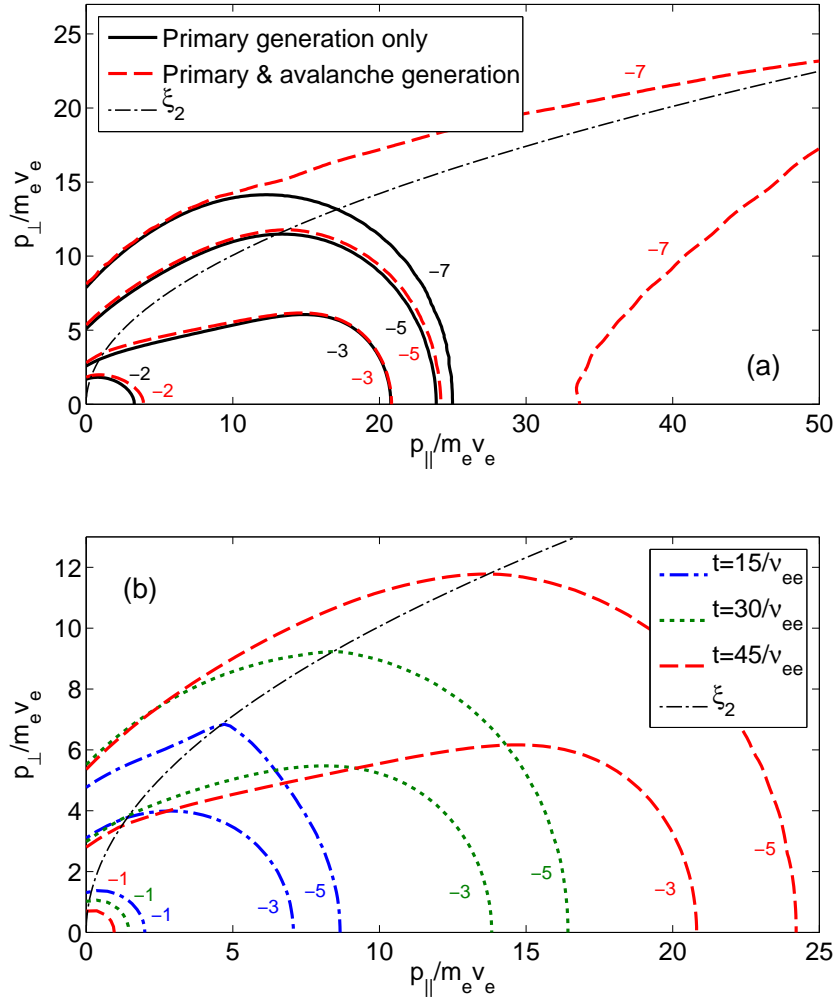 25
20
15
10
5
0
p⊥/mₑvₑ
Primary generation only
Primary & avalanche generation
ξ₂
−7
−7
−7
−5
−5
−3
−3
−2
−2
(a)
0 10 20 30 40 50
p||/mₑvₑ
12
10
8
6
4
2
0
p⊥/mₑvₑ
(b)
t=15/νₑₑ
t=30/νₑₑ
t=45/νₑₑ
ξ₂
−1
−1
−1
−3
−5
−3
−5
−3
−5
0 5 10 15 20 25
p||/mₑvₑ